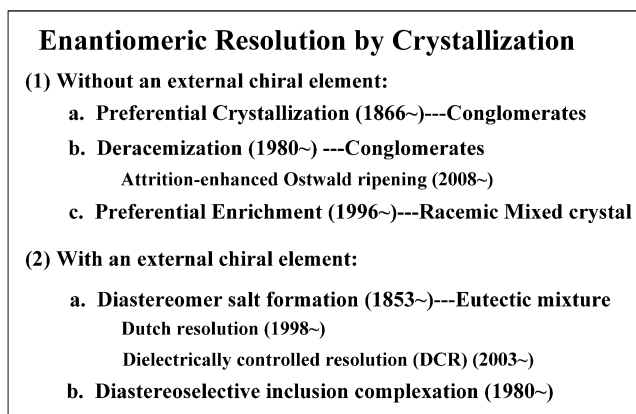 Enantiomeric Resolution by Crystallization
(1) Without an external chiral element:
a. Preferential Crystallization (1866~)---Conglomerates
b. Deracemization (1980~) ---Conglomerates
Attrition-enhanced Ostwald ripening (2008~)
c. Preferential Enrichment (1996~)---Racemic Mixed crystal
(2) With an external chiral element:
a. Diastereomer salt formation (1853~)---Eutectic mixture
Dutch resolution (1998~)
Dielectrically controlled resolution (DCR) (2003~)
b. Diastereoselective inclusion complexation (1980~)